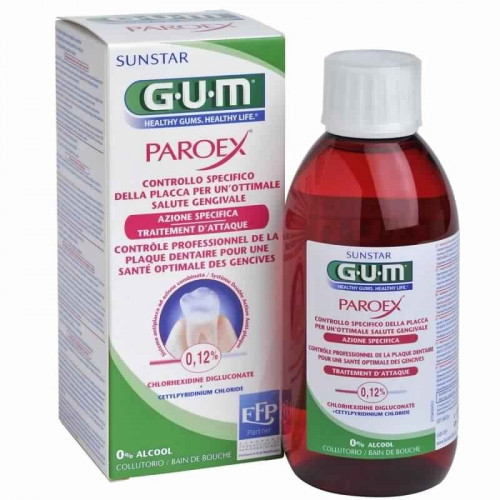 SUNSTAR
G·U·M
HEALTHY GUMS. HEALTHY LIFE.®
PAROEX®
CONTROLLO SPECIFICO
DELLA PLACCA PER UN'OTTIMALE
SALUTE GENGIVALE
AZIONE SPECIFICA
TRAITEMENT D'ATTAQUE
CONTRÔLE PROFESSIONNEL DE LA
PLAQUE DENTAIRE POUR UNE
SANTÉ OPTIMALE DES GENCIVES
0,12%
CHLORHEXIDINE DIGLUCONATE
+
CETYLPYRIDINIUM CHLORIDE
EFP
Partner
0% ALCOOL
COLLUTORIO / BAIN DE BOUCHE
SUNSTAR
G·U·M
HEALTHY GUMS. HEALTHY LIFE.®
PAROEX®
CONTROLLO SPECIFICO DELLA PLACCA
PER UN'OTTIMALE SALUTE GENGIVALE
AZIONE SPECIFICA
CONTRÔLE PROFESSIONNEL DE LA PLAQUE DENTAIRE
POUR UNE SANTÉ OPTIMALE DES GENCIVES
TRAITEMENT D'ATTAQUE
0,12%
CHLORHEXIDINE DIGLUCONATE
+CETYLPYRIDINIUM CHLORIDE
0% ALCOOL
COLLUTORIO / BAIN DE BOUCHE